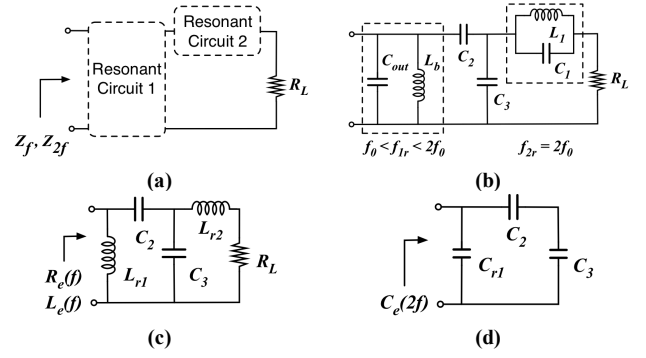 Resonant
Circuit 1
Resonant
Circuit 2
R_L
Z_f, Z_2f
(a)
C_out
L_b
C_2
C_3
L_1
C_1
R_L
f_0 < f_1r < 2f_0
f_2r = 2f_0
(b)
R_e(f)
L_e(f)
L_r1
C_2
C_3
L_r2
R_L
(c)
C_e(2f)
C_r1
C_2
C_3
(d)